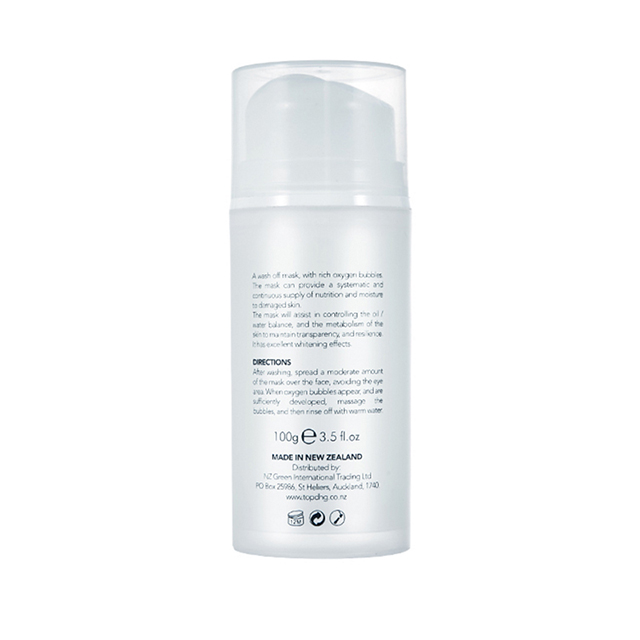 A wash off mask, with rich oxygen bubbles.
The mask can provide a systematic and
continuous supply of nutrition and moisture
to damaged skin.
The mask will assist in controlling the oil /
water balance, and the metabolism of the
skin to maintain transparency, and resilience.
It has excellent whitening effects.
DIRECTIONS
After washing, spread a moderate amount
of the mask over the face, avoiding the eye
area. When oxygen bubbles appear, and are
sufficiently developed, massage the
bubbles, and then rinse off with warm water.
100g e 3.5 fl.oz
MADE IN NEW ZEALAND
Distributed by:
NZ Green International Trading Ltd
PO Box 25986, St Heliers, Auckland, 1740
www.topdhg.co.nz
12M